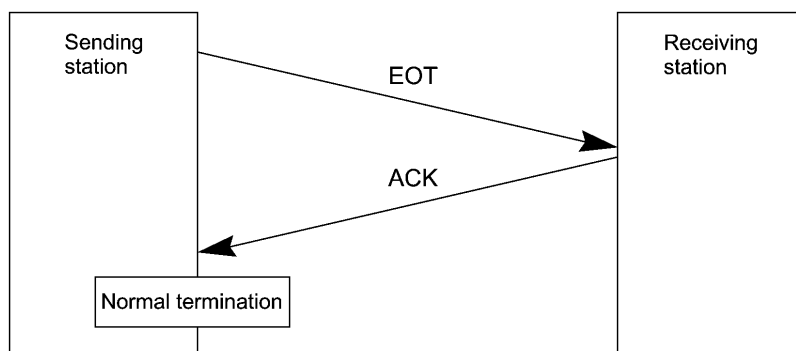 Sending
station
Receiving
station
EOT
ACK
Normal termination